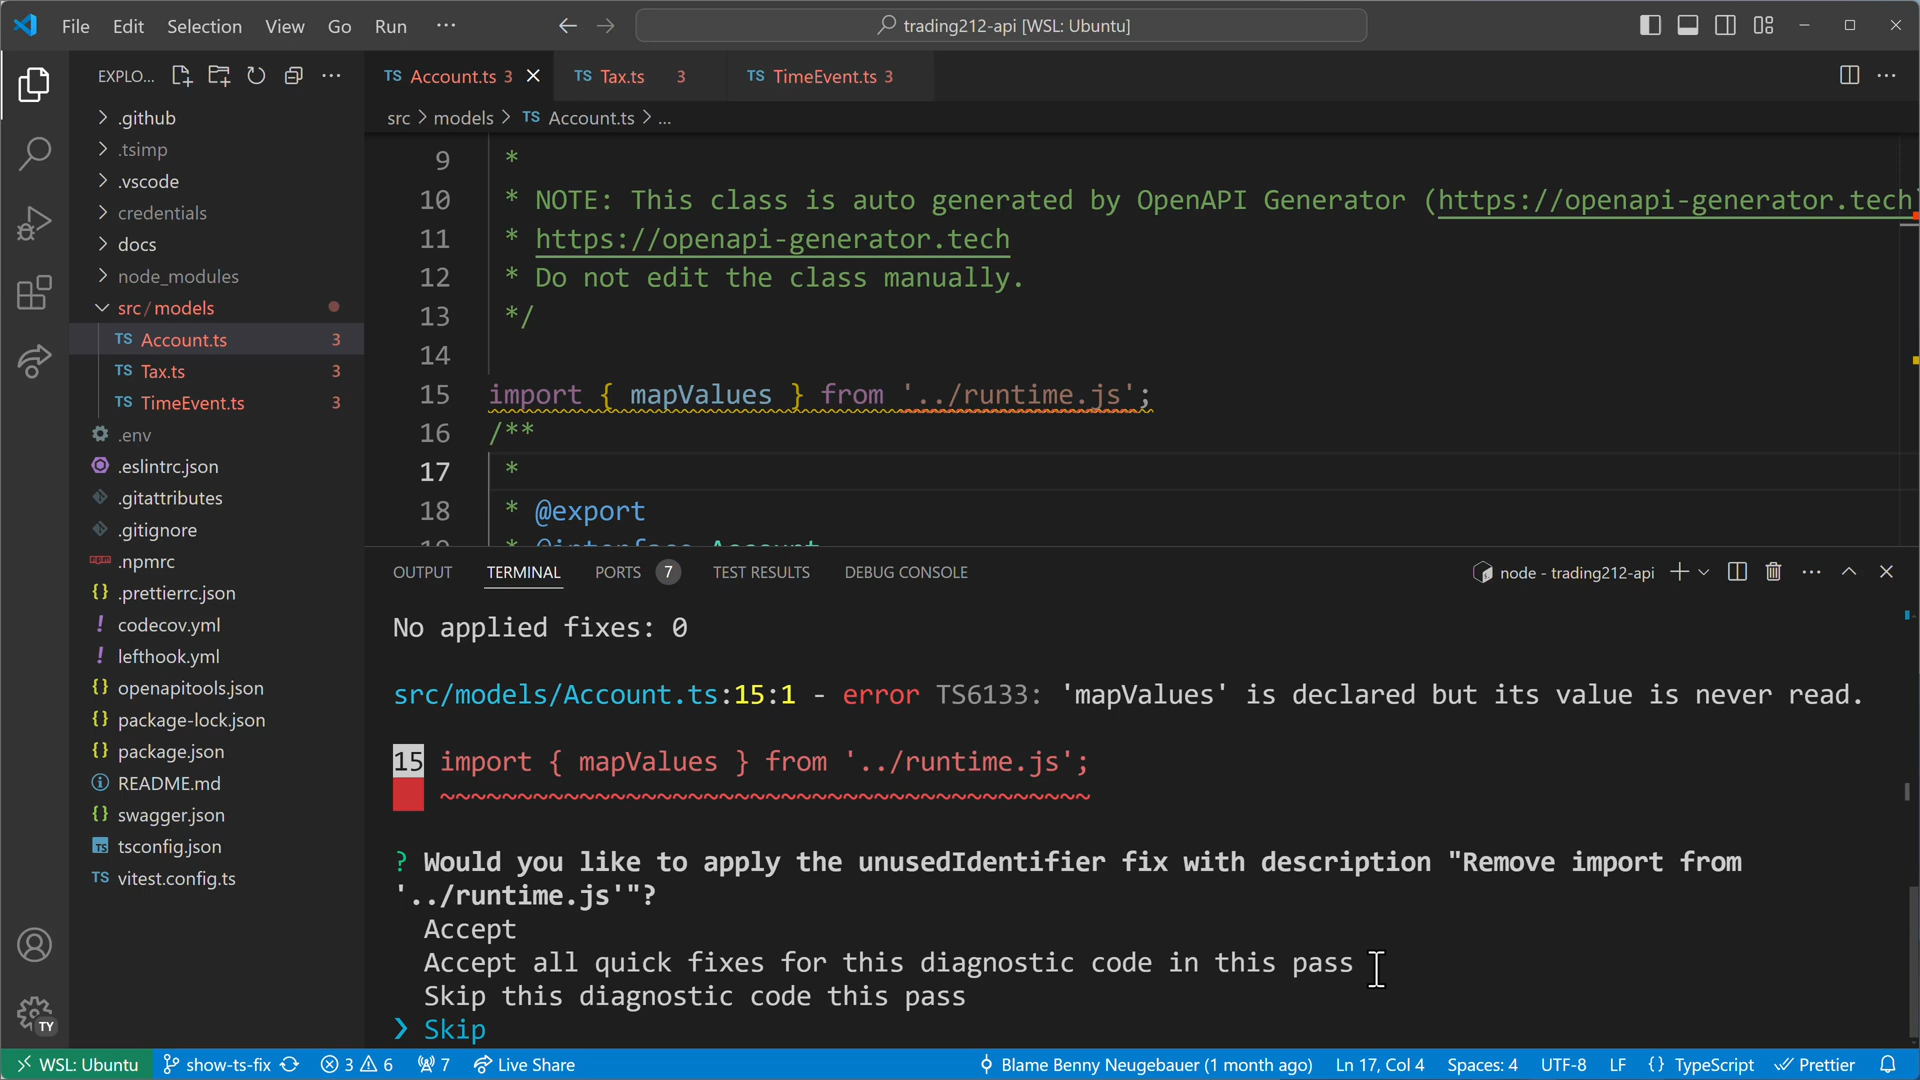 File Edit Selection View Go Run ···
trading212-api [WSL: Ubuntu]
EXPLO... ···
.github
.tsimp
.vscode
credentials
docs
node_modules
src/models
TS Account.ts 3
TS Tax.ts 3
TS TimeEvent.ts 3
.env
.eslintrc.json
.gitattributes
.gitignore
.npmrc
{} .prettierrc.json
! codecov.yml
! lefthook.yml
{} openapitools.json
{} package-lock.json
{} package.json
README.md
{} swagger.json
TS tsconfig.json
TS vitest.config.ts
TY
TS Account.ts 3
TS Tax.ts 3
TS TimeEvent.ts 3
src > models > TS Account.ts > ...
9 *
10 * NOTE: This class is auto generated by OpenAPI Generator (https://openapi-generator.tech
11 * https://openapi-generator.tech
12 * Do not edit the class manually.
13 */
14
15 import { mapValues } from '../runtime.js';
16 /**
17 *
18 * @export
19 * @interface Account
OUTPUT TERMINAL PORTS 7 TEST RESULTS DEBUG CONSOLE
node - trading212-api
No applied fixes: 0
src/models/Account.ts:15:1 - error TS6133: 'mapValues' is declared but its value is never read.
15 import { mapValues } from '../runtime.js';
~~~~~~~~~~~~~~~~~~~~~~~~~~~~~~~~~~~~~~~~~~
? Would you like to apply the unusedIdentifier fix with description "Remove import from
'../runtime.js'"?
Accept
Accept all quick fixes for this diagnostic code in this pass
Skip this diagnostic code this pass
❯ Skip
WSL: Ubuntu show-ts-fix 3 6 7 Live Share Blame Benny Neugebauer (1 month ago) Ln 17, Col 4 Spaces: 4 UTF-8 LF {} TypeScript Prettier